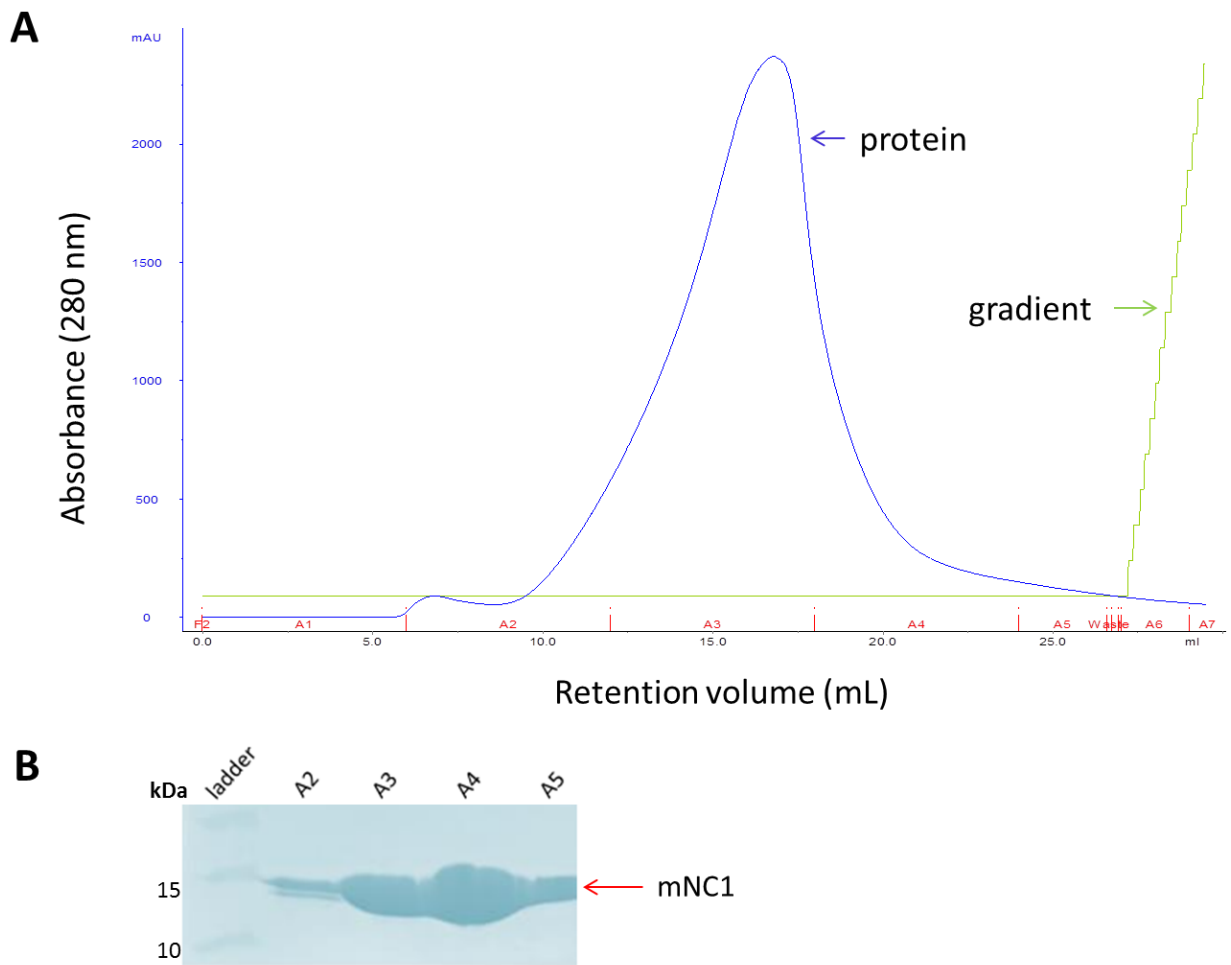 A
mAU
2000
1500
1000
500
0
Absorbance (280 nm)
protein
gradient
F2 A1 A2 A3 A4 A5 Waste A6 A7
0.0 5.0 10.0 15.0 20.0 25.0 ml
Retention volume (mL)
B
kDa ladder A2 A3 A4 A5
15
10
mNC1